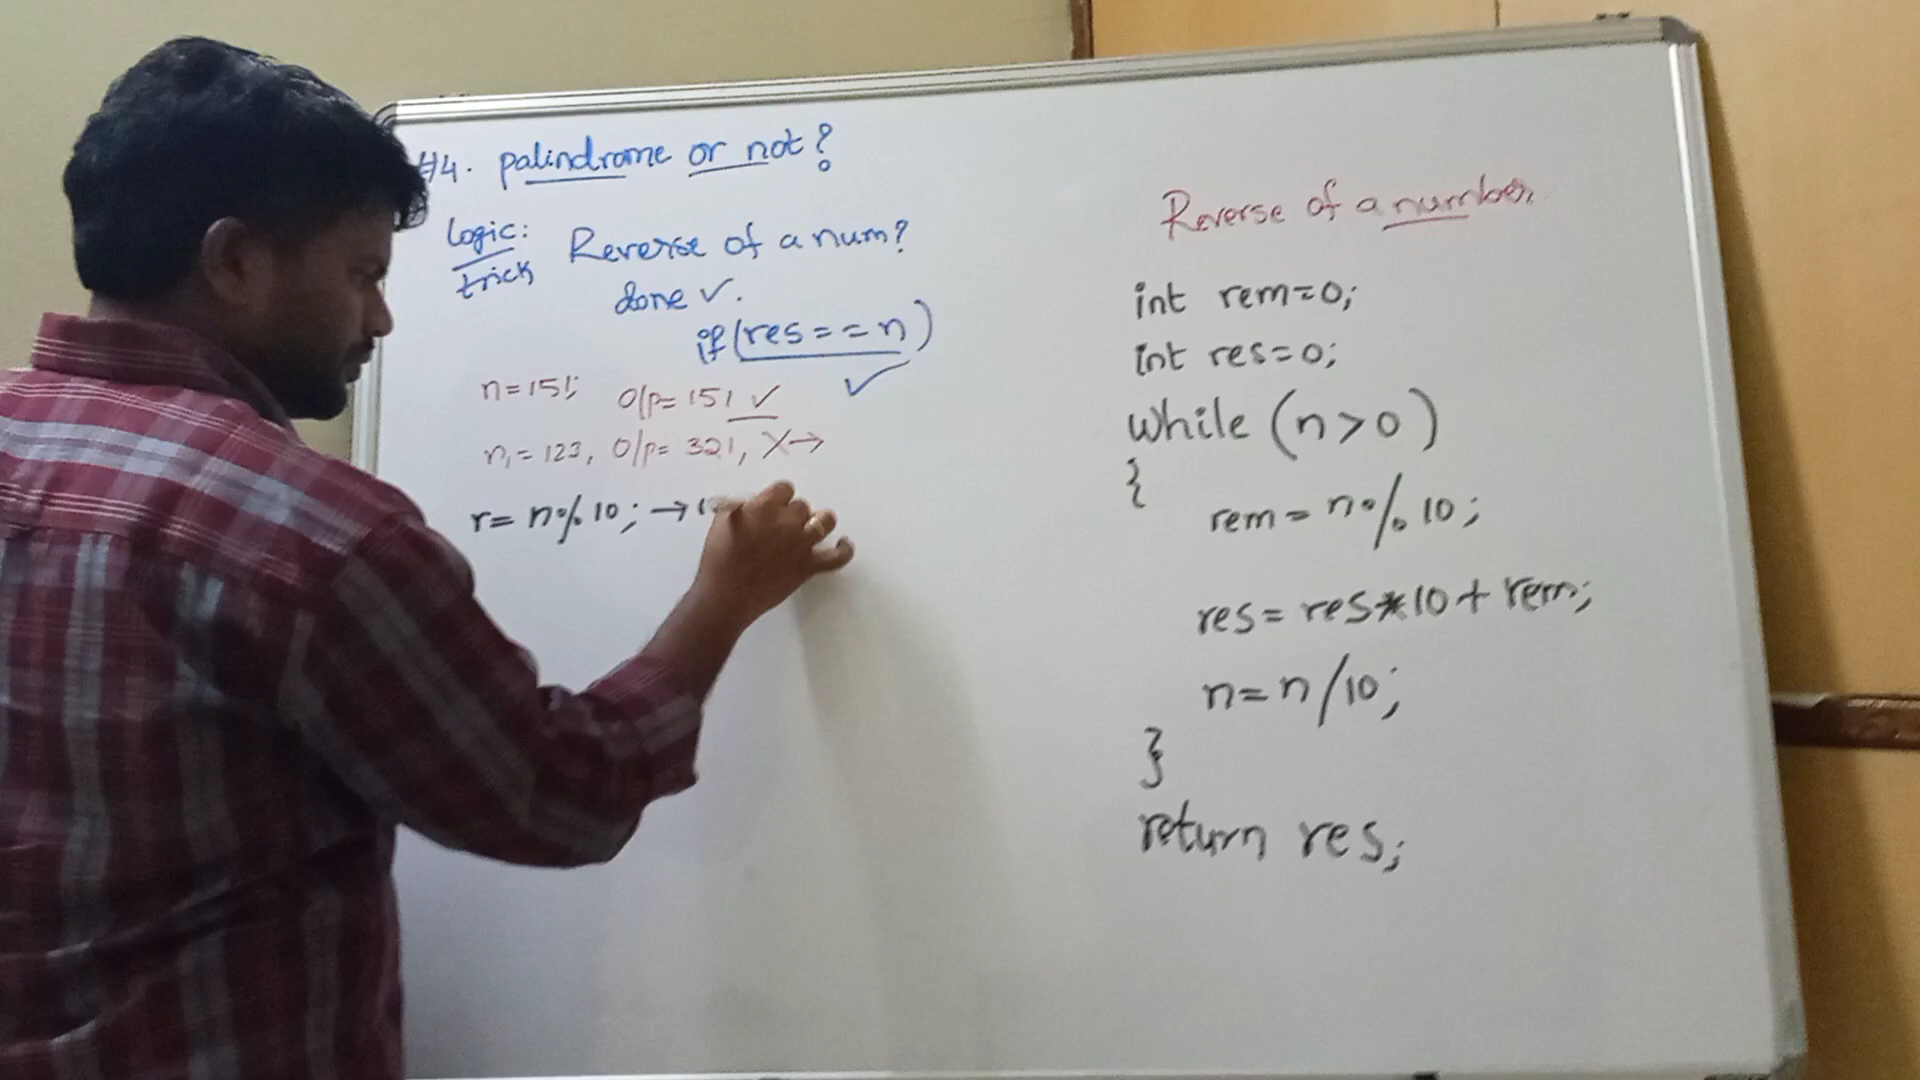 #4. palindrome or not?
logic:
trick
Reverse of a num?
done ✓.
if(res==n)
✓
n=151; O/p=151 ✓
n,=123, O/p= 321, X→
r= n%10; →
Reverse of a number.
int rem=0;
int res=0;
while (n>0)
{
rem=n%10;
res=res*10+rem;
n=n/10;
}
return res;